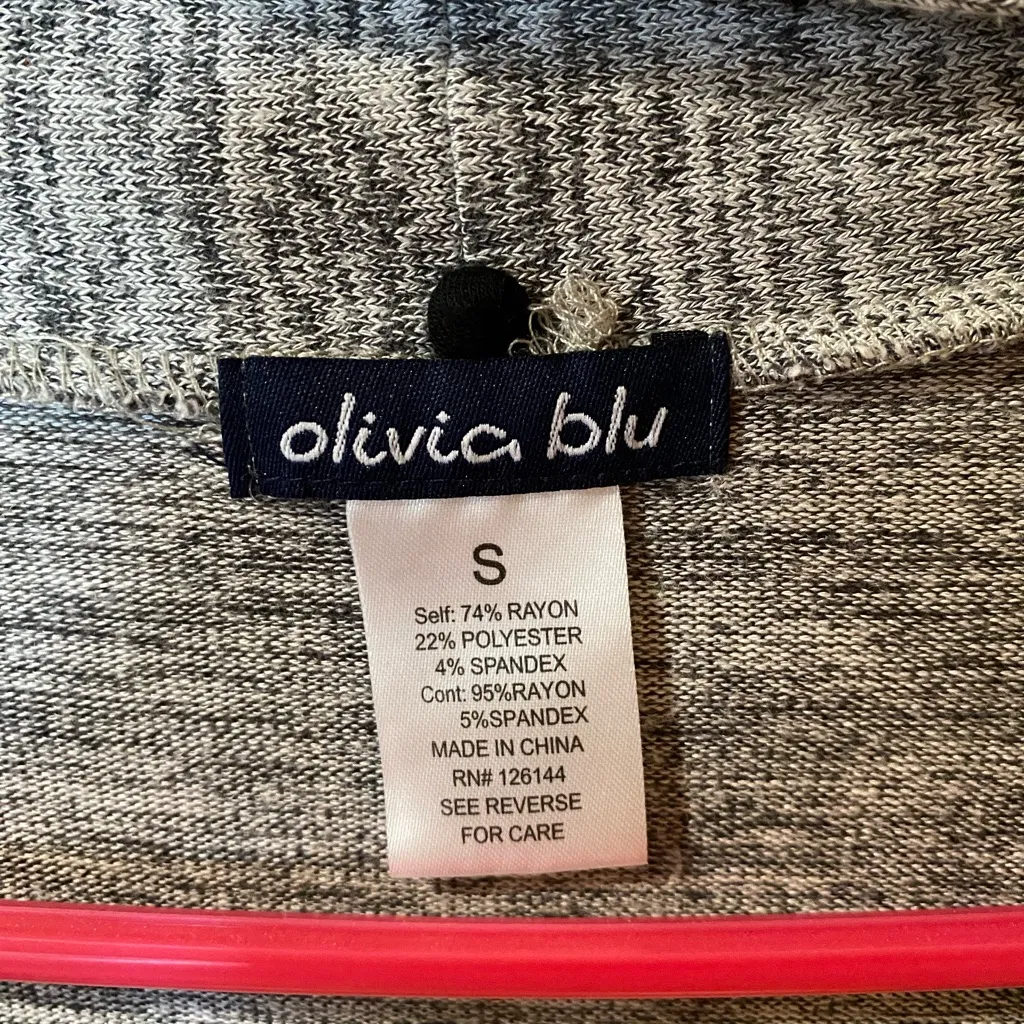 olivia blu
S
Self: 74% RAYON
22% POLYESTER
4% SPANDEX
Cont: 95%RAYON
5%SPANDEX
MADE IN CHINA
RN# 126144
SEE REVERSE
FOR CARE